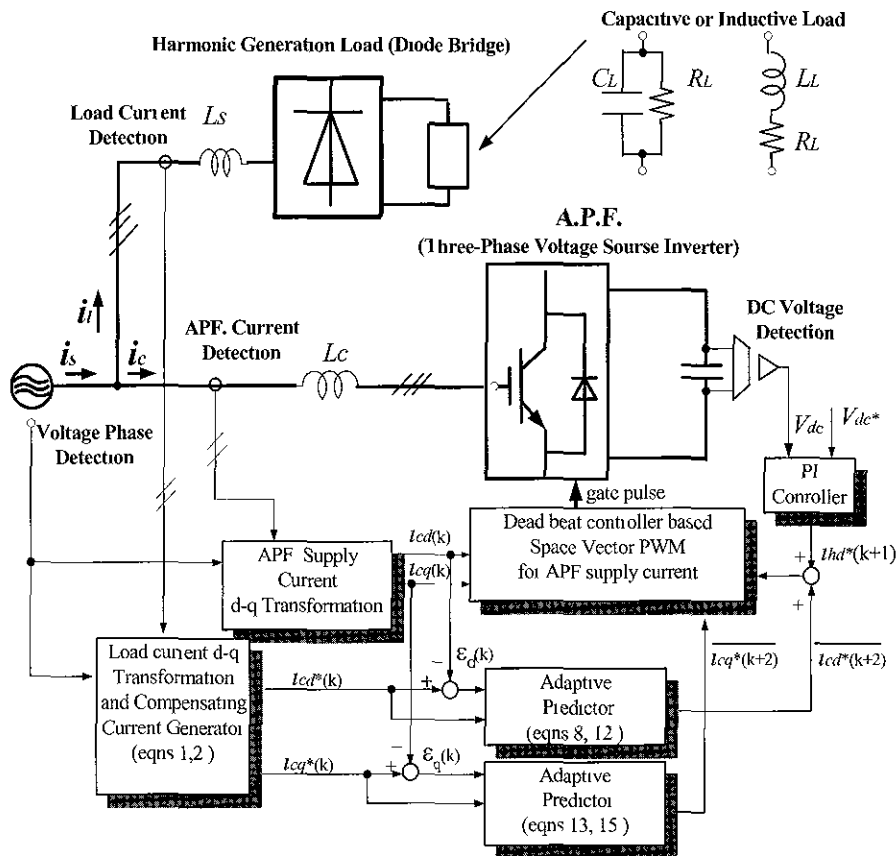 Harmonic Generation Load (Diode Bridge)
Capacitive or Inductive Load
CL
RL
LL
RL
Load Current
Detection
Ls
A.P.F.
(Three-Phase Voltage Sourse Inverter)
DC Voltage
Detection
il
is
ic
APF. Current
Detection
Lc
Voltage Phase
Detection
Vdc
Vdc*
PI
Conroller
gate pulse
Dead beat controller based
Space Vector PWM
for APF supply current
icd(k)
icq(k)
APF Supply
Current
d-q Transformation
+
ihd*(k+1)
+
Load current d-q
Transformation
and Compensating
Current Generator
(eqns 1,2 )
icd*(k)
−
+
εd(k)
Adaptive
Predictor
(eqns 8, 12 )
icq*(k+2)
icd*(k+2)
icq*(k)
−
+
εq(k)
Adaptive
Predictor
(eqns 13, 15 )